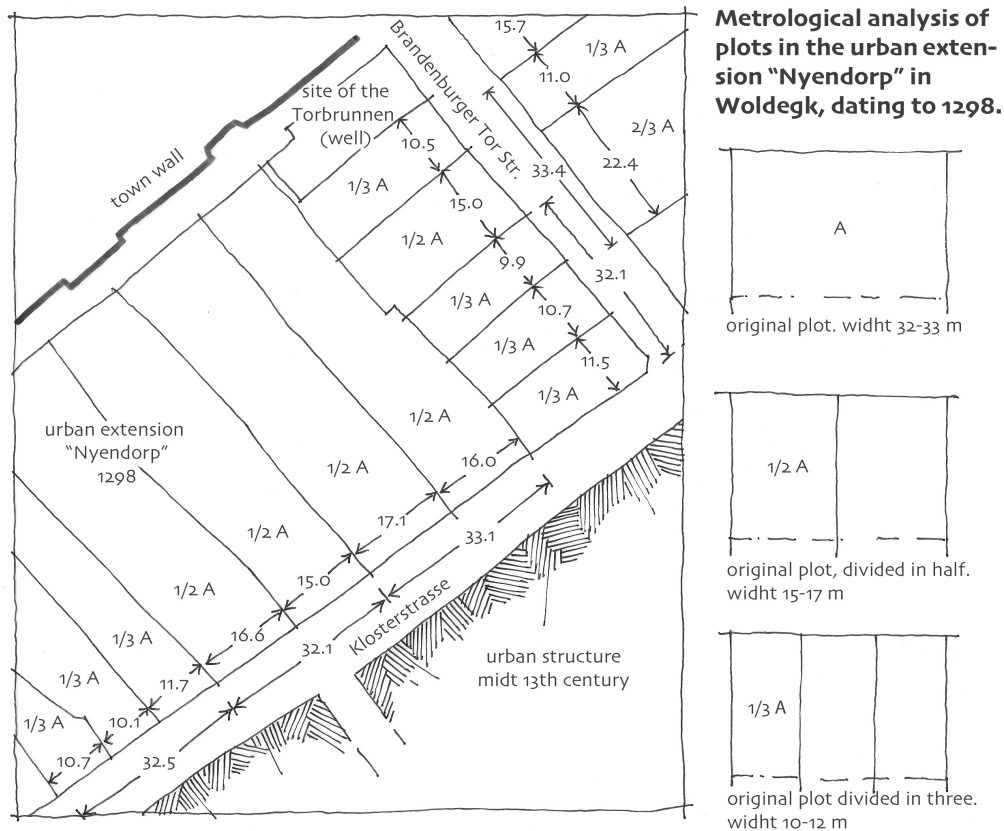 Metrological analysis of
plots in the urban exten-
sion “Nyendorp” in
Woldegk, dating to 1298.
Brandenburger Tor Str.
15.7
1/3 A
11.0
2/3 A
22.4
33.4
site of the
Torbrunnen
(well)
town wall
10.5
1/3 A
15.0
1/2 A
9.9
32.1
1/3 A
10.7
1/3 A
11.5
1/3 A
1/2 A
16.0
urban extension
“Nyendorp”
1298
1/2 A
17.1
33.1
1/2 A
15.0
1/2 A
16.6
32.1
Klosterstrasse
1/3 A
11.7
urban structure
midt 13th century
1/3 A
10.1
1/3 A
10.7
32.5
A
original plot. widht 32-33 m
1/2 A
original plot, divided in half.
widht 15-17 m
1/3 A
original plot divided in three.
widht 10-12 m